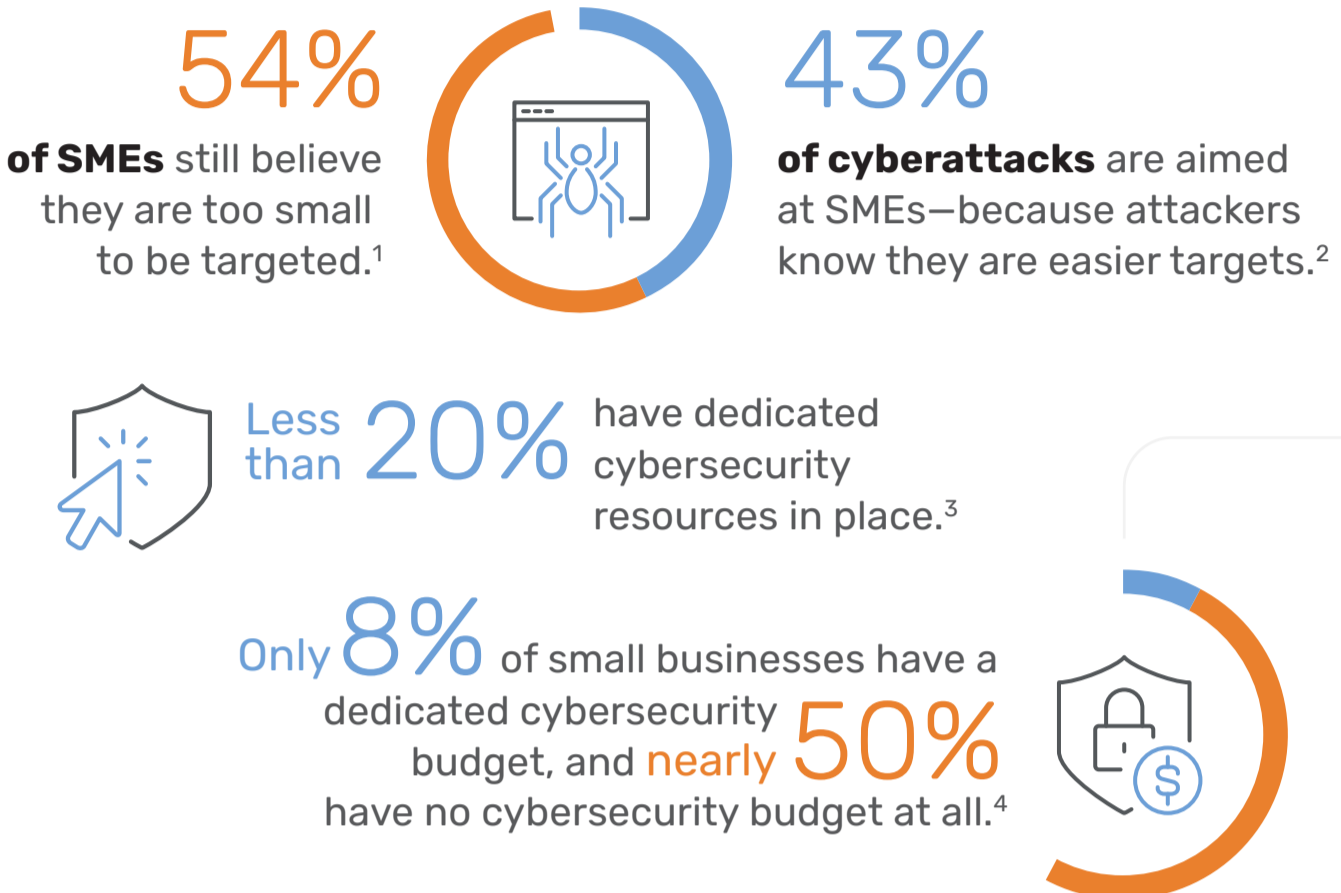 54%
of SMEs still believe
they are too small
to be targeted.¹
43%
of cyberattacks are aimed
at SMEs—because attackers
know they are easier targets.²
Less
than 20%
have dedicated
cybersecurity
resources in place.³
Only 8% of small businesses have a
dedicated cybersecurity
budget, and nearly 50%
have no cybersecurity budget at all.⁴
$